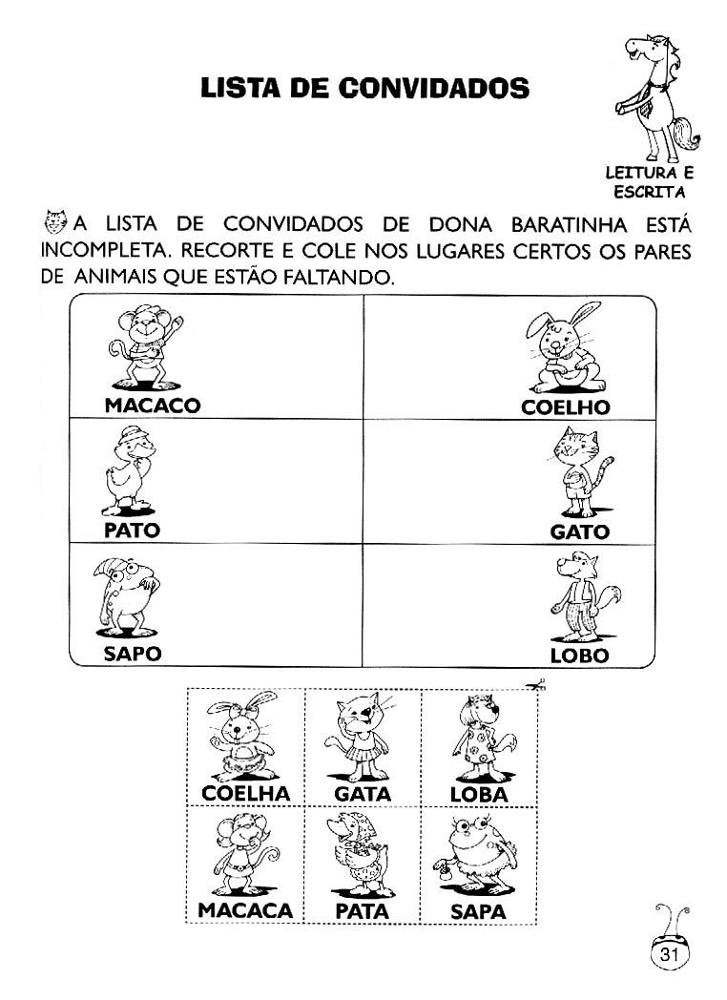 LISTA DE CONVIDADOS
LEITURA E
ESCRITA
A LISTA DE CONVIDADOS DE DONA BARATINHA ESTÁ
INCOMPLETA. RECORTE E COLE NOS LUGARES CERTOS OS PARES
DE ANIMAIS QUE ESTÃO FALTANDO.
MACACO
COELHO
PATO
GATO
SAPO
LOBO
COELHA
GATA
LOBA
MACACA
PATA
SAPA
31